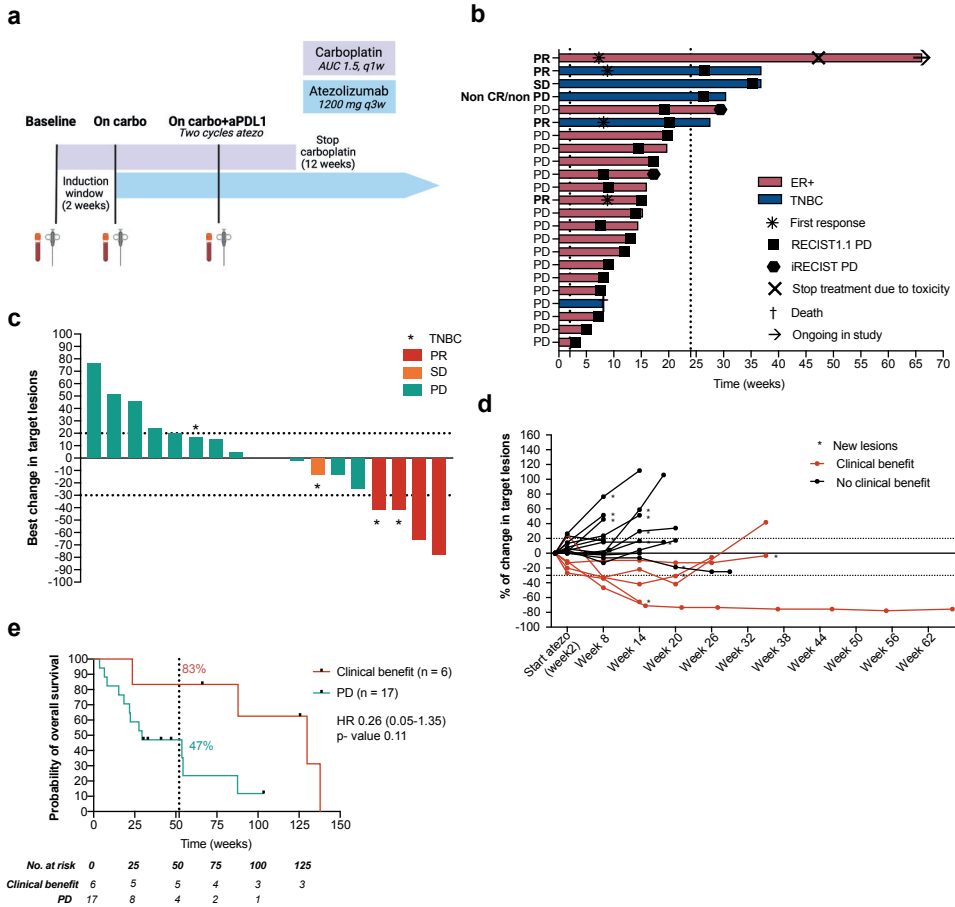 a
Carboplatin
AUC 1.5, q1w
Atezolizumab
1200 mg q3w
Baseline
On carbo
On carbo+aPDL1
Two cycles atezo
Stop
carboplatin
(12 weeks)
Induction
window
(2 weeks)
b
PR
PR
SD
Non CR/non PD
PD
PR
PD
PD
PD
PD
PD
PR
PD
PD
PD
PD
PD
PD
PD
PD
PD
PD
PD
ER+
TNBC
First response
RECIST1.1 PD
iRECIST PD
Stop treatment due to toxicity
† Death
Ongoing in study
0 5 10 15 20 25 30 35 40 45 50 55 60 65 70
Time (weeks)
c
Best change in target lesions
100
90
80
70
60
50
40
30
20
10
0
-10
-20
-30
-40
-50
-60
-70
-80
-90
-100
* TNBC
PR
SD
PD
*
*
* *
d
% of change in target lesions
160
140
120
100
80
60
40
20
0
-20
-40
-60
-80
-100
* New lesions
Clinical benefit
No clinical benefit
Start atezo
(week2)
Week 8
Week 14
Week 20
Week 26
Week 32
Week 38
Week 44
Week 50
Week 56
Week 62
e
Probability of overall survival
100
90
80
70
60
50
40
30
20
10
0
83%
47%
Clinical benefit (n = 6)
PD (n = 17)
HR 0.26 (0.05-1.35)
p- value 0.11
0 25 50 75 100 125 150
Time (weeks)
No. at risk 0 25 50 75 100 125
Clinical benefit 6 5 5 4 3 3
PD 17 8 4 2 1